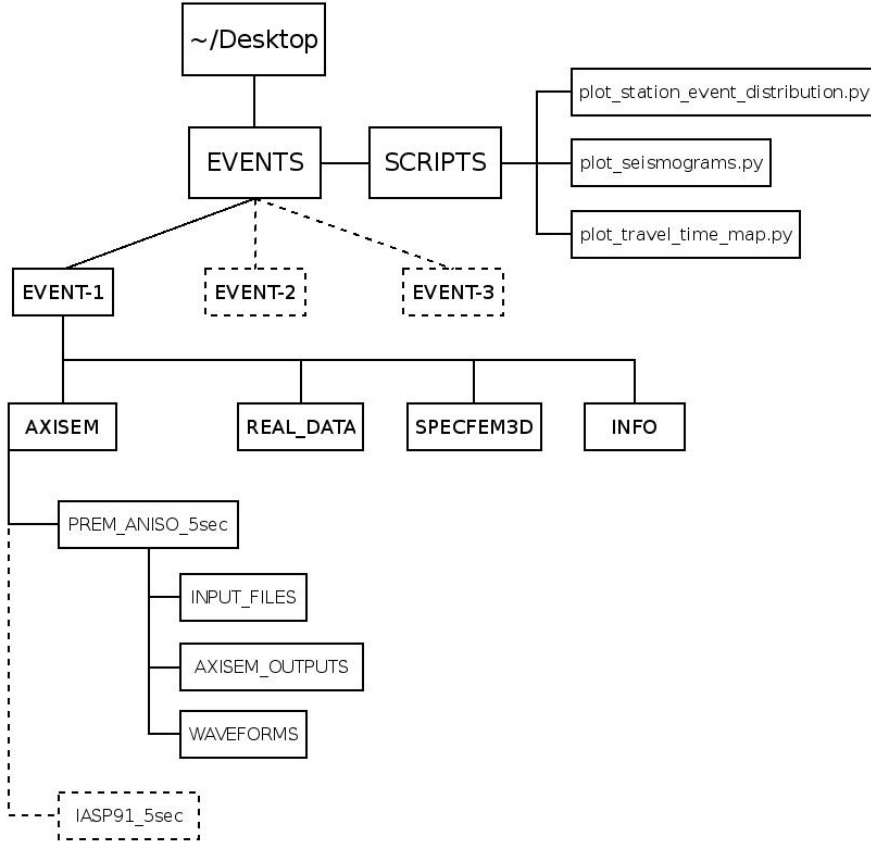 ~/Desktop
EVENTS
SCRIPTS
plot_station_event_distribution.py
plot_seismograms.py
plot_travel_time_map.py
EVENT-1
EVENT-2
EVENT-3
AXISEM
REAL_DATA
SPECFEM3D
INFO
PREM_ANISO_5sec
INPUT_FILES
AXISEM_OUTPUTS
WAVEFORMS
IASP91_5sec